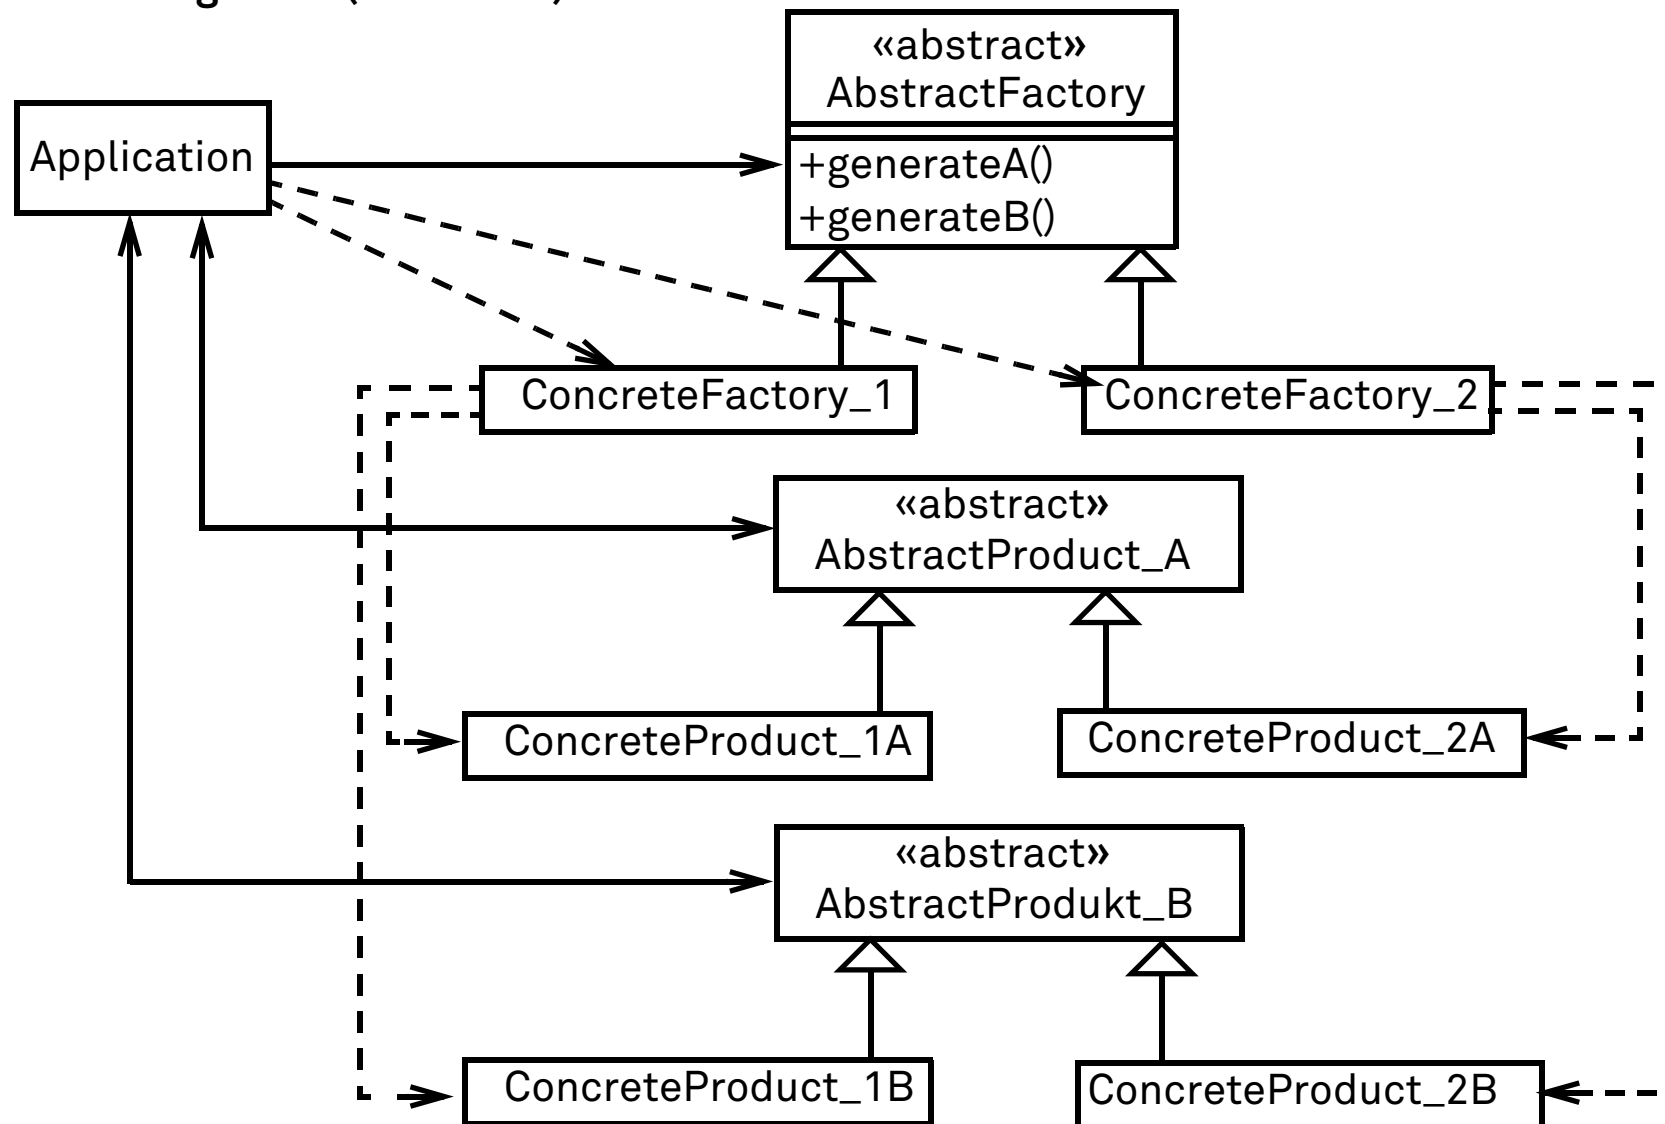 «abstract»
AbstractFactory
Application
+generateA()
+generateB()
ConcreteFactory_1
ConcreteFactory_2
«abstract»
AbstractProduct_A
ConcreteProduct_1A
ConcreteProduct_2A
«abstract»
AbstractProdukt_B
ConcreteProduct_1B
ConcreteProduct_2B